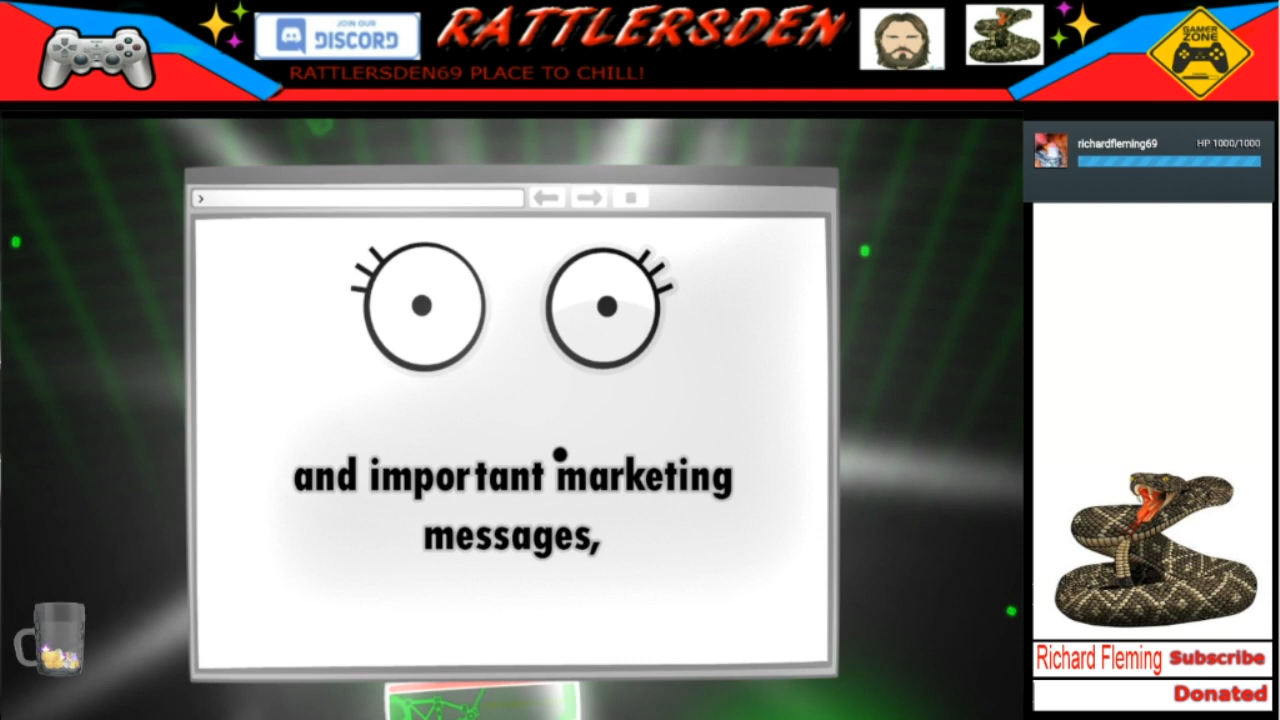 JOIN OUR
DISCORD
RATTLERSDEN
RATTLERSDEN69 PLACE TO CHILL!
GAMER
ZONE
richardfleming69
HP 1000/1000
and important marketing
messages,
Richard Fleming Subscribe
Donated